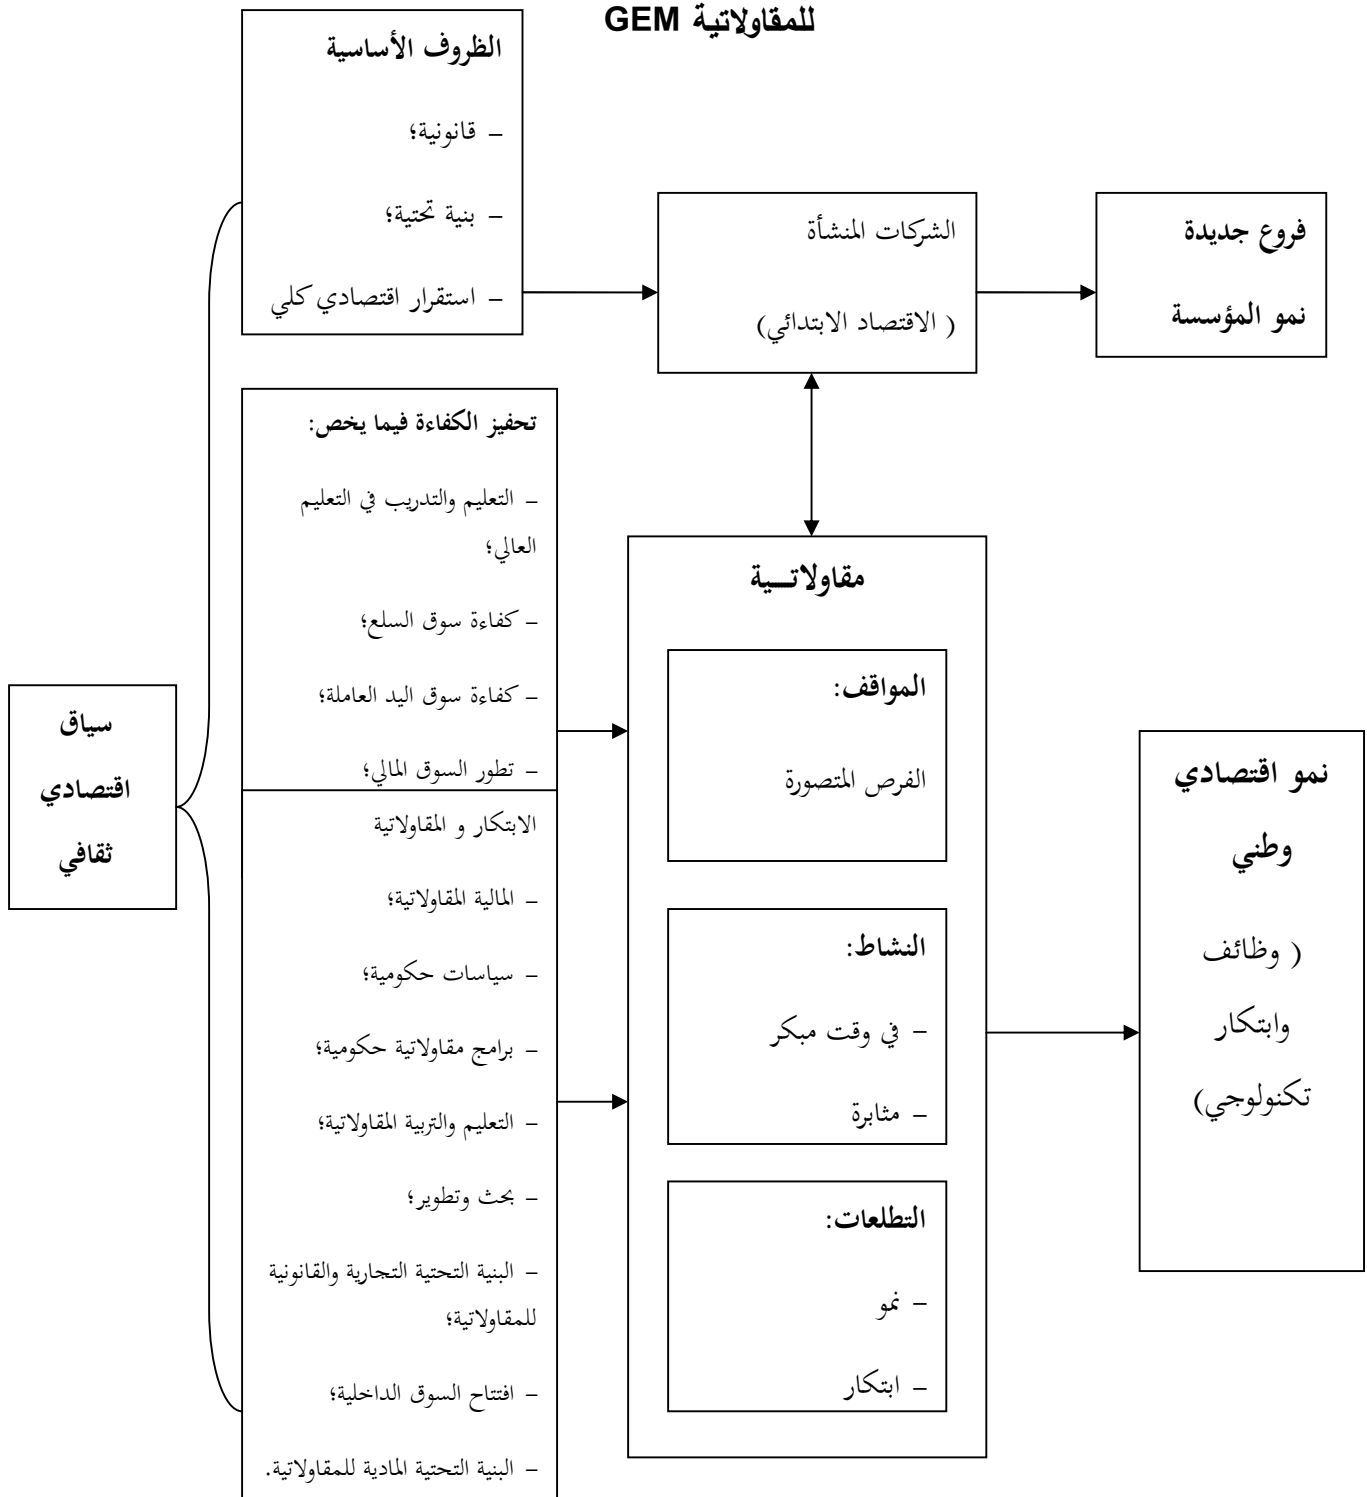 للمقاولاتية GEM
الظروف الأساسية
- قانونية؛
- بنية تحتية؛
- استقرار اقتصادي كلي
الشركات المنشأة
( الاقتصاد الابتدائي)
فروع جديدة
نمو المؤسسة
تحفيز الكفاءة فيما يخص:
- التعليم والتدريب في التعليم
العالي؛
- كفاءة سوق السلع؛
- كفاءة سوق اليد العاملة؛
- تطور السوق المالي؛
الابتكار و المقاولاتية
- المالية المقاولاتية؛
- سياسات حكومية؛
- برامج مقاولاتية حكومية؛
- التعليم والتربية المقاولاتية؛
- بحث وتطوير؛
- البنية التحتية التجارية والقانونية
للمقاولاتية؛
- افتتاح السوق الداخلية؛
- البنية التحتية المادية للمقاولاتية.
سياق
اقتصادي
ثقافي
مقاولاتـــية
المواقف:
الفرص المتصورة
النشاط:
- في وقت مبكر
- مثابرة
التطلعات:
- نمو
- ابتكار
نمو اقتصادي
وطني
( وظائف
وابتكار
تكنولوجي)